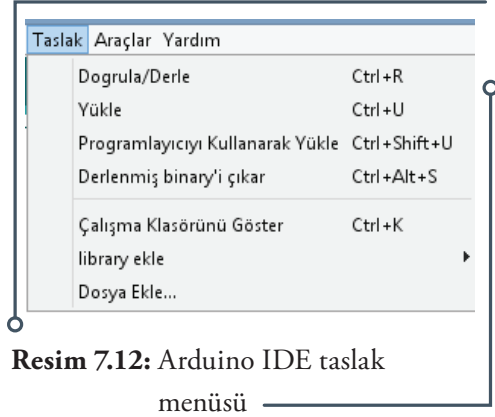 Taslak Araçlar Yardım
Dogrula/Derle Ctrl+R
Yükle Ctrl+U
Programlayıcıyı Kullanarak Yükle Ctrl+Shift+U
Derlenmiş binary'i çıkar Ctrl+Alt+S
Çalışma Klasörünü Göster Ctrl+K
library ekle
Dosya Ekle...
Resim 7.12: Arduino IDE taslak
menüsü